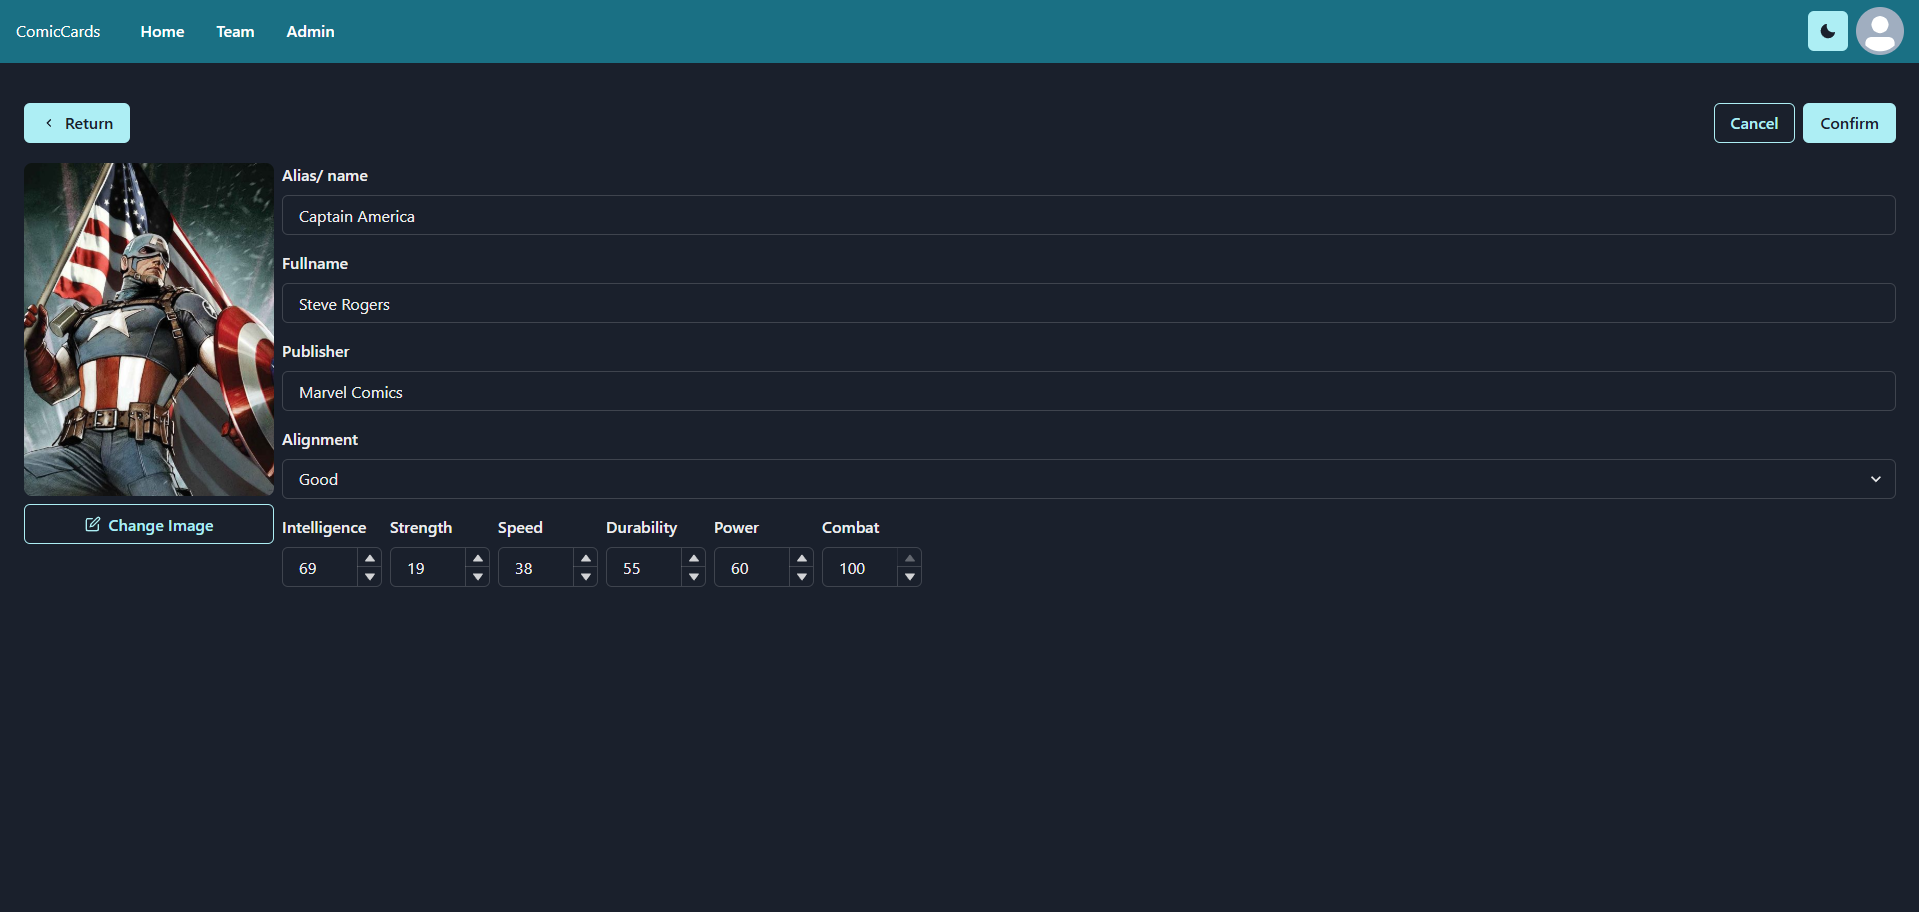 ComicCards Home Team Admin
Return Cancel Confirm
Alias/ name
Captain America
Fullname
Steve Rogers
Publisher
Marvel Comics
Alignment
Good
Change Image
Intelligence Strength Speed Durability Power Combat
69 19 38 55 60 100